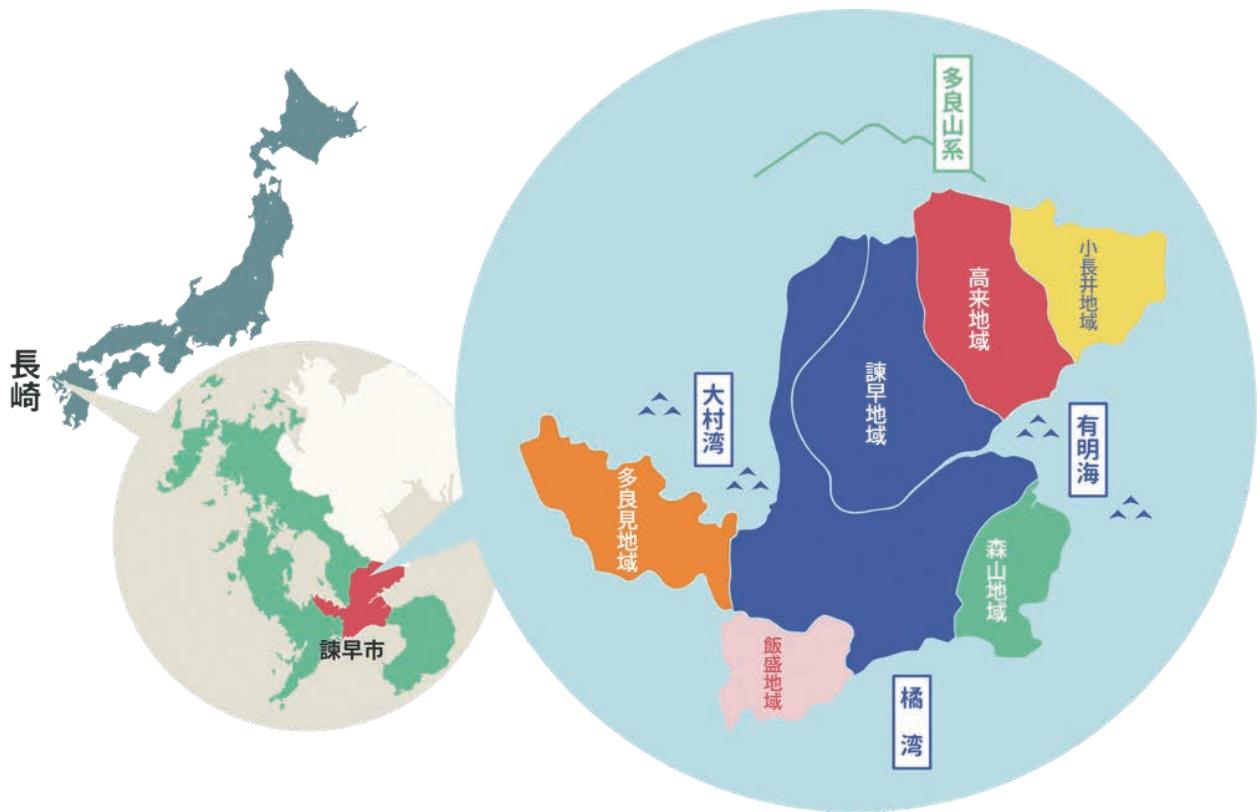 長崎
諫早市
多良山系
小長井地域
高来地域
諫早地域
大村湾
有明海
多良見地域
森山地域
飯盛地域
橘湾